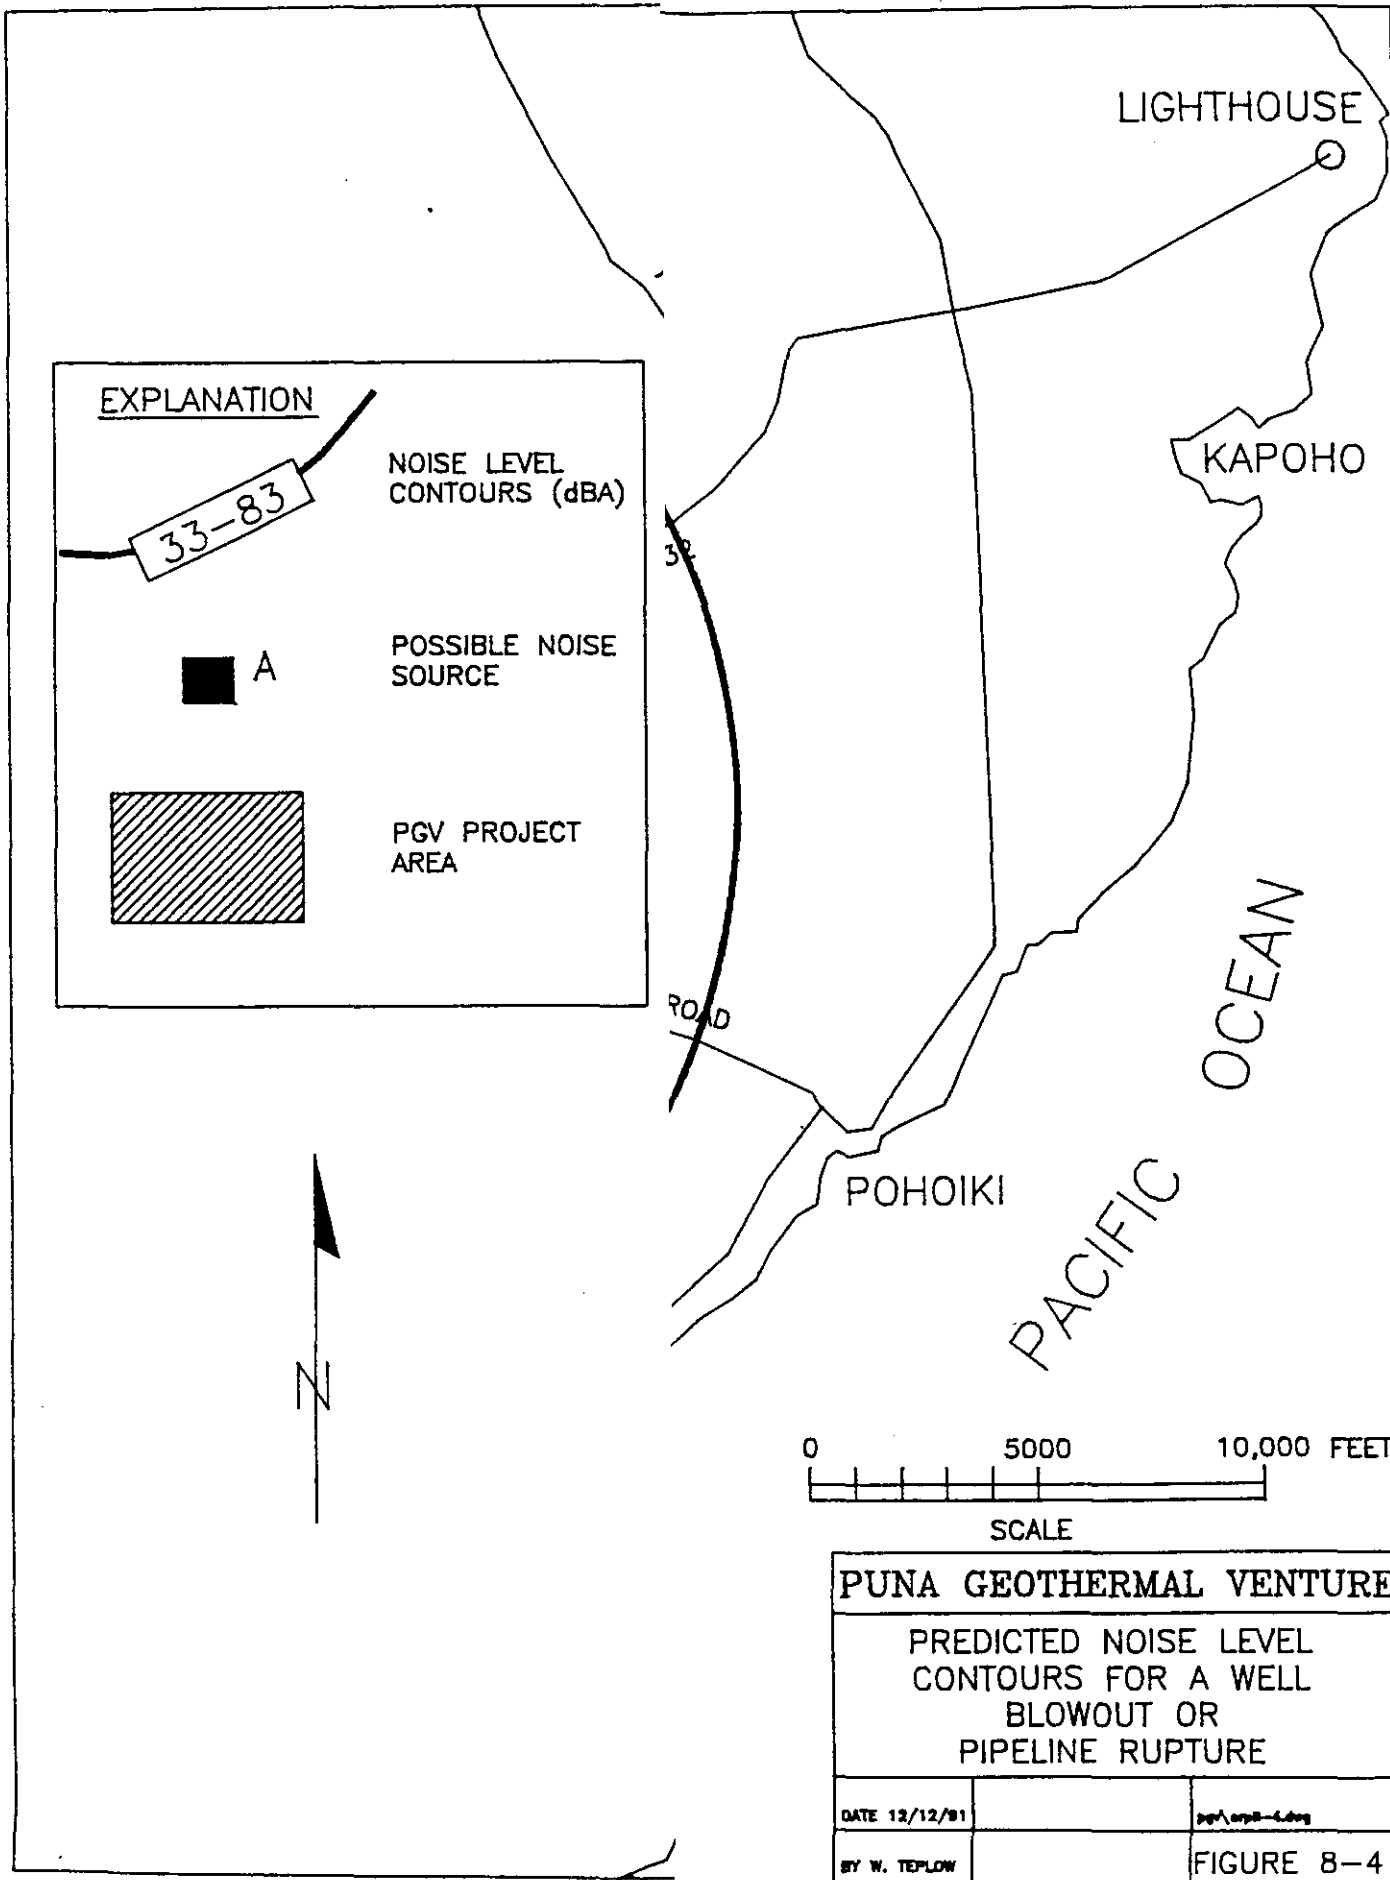 LIGHTHOUSE
EXPLANATION
NOISE LEVEL
CONTOURS (dBA)
33-83
A
POSSIBLE NOISE
SOURCE
PGV PROJECT
AREA
KAPOHO
32
ROAD
POHOIKI
PACIFIC OCEAN
N
0 5000 10,000 FEET
SCALE
PUNA GEOTHERMAL VENTURE
PREDICTED NOISE LEVEL
CONTOURS FOR A WELL
BLOWOUT OR
PIPELINE RUPTURE
DATE 12/12/91
BY W. TEPLOW
FIGURE 8-4